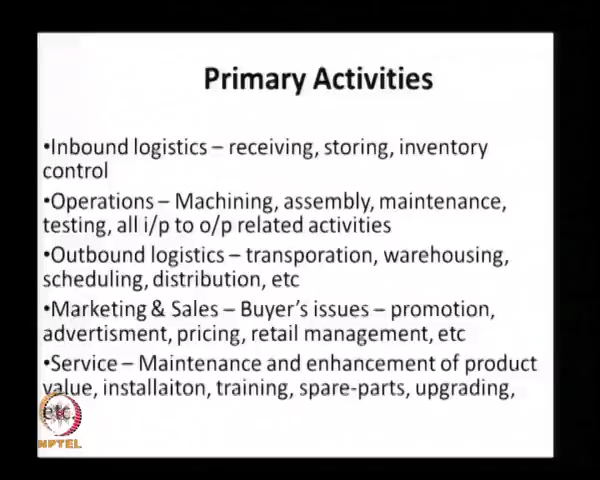 Primary Activities
•Inbound logistics – receiving, storing, inventory
control
•Operations – Machining, assembly, maintenance,
testing, all i/p to o/p related activities
•Outbound logistics – transporation, warehousing,
scheduling, distribution, etc
•Marketing & Sales – Buyer's issues – promotion,
advertisment, pricing, retail management, etc
•Service – Maintenance and enhancement of product
value, installaiton, training, spare-parts, upgrading,
etc.
NPTEL